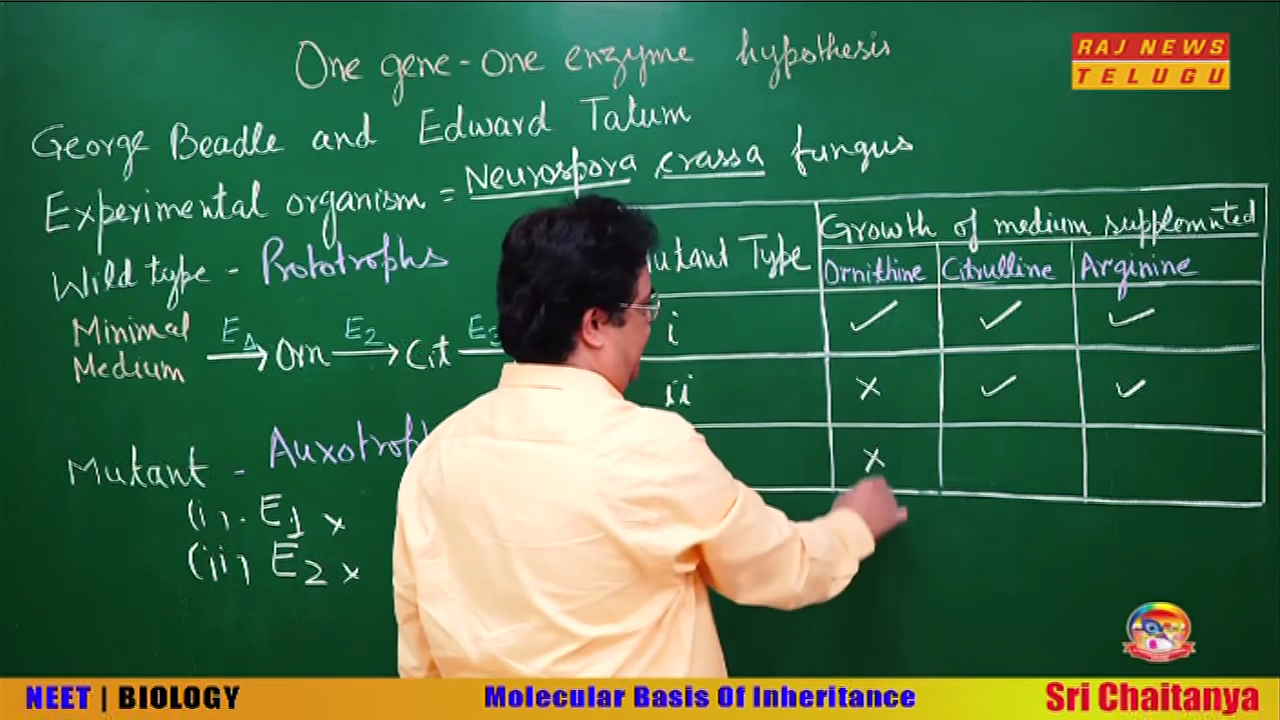 One gene-one enzyme hypothesis
RAJ NEWS
TELUGU
George Beadle and Edward Tatum
Experimental organism = Neurospora crassa fungus
Wild type - Prototrophs
Minimal
Medium
E1 → Orn E2 → Cit E3
Mutant - Auxotroph
(i). E1 x
(ii) E2 x
utant Type
Growth of medium supplemnted
Ornithine Citrulline Arginine
i ✓ ✓ ✓
ii x ✓ ✓
x
NEET | BIOLOGY
Molecular Basis Of Inheritance
Sri Chaitanya